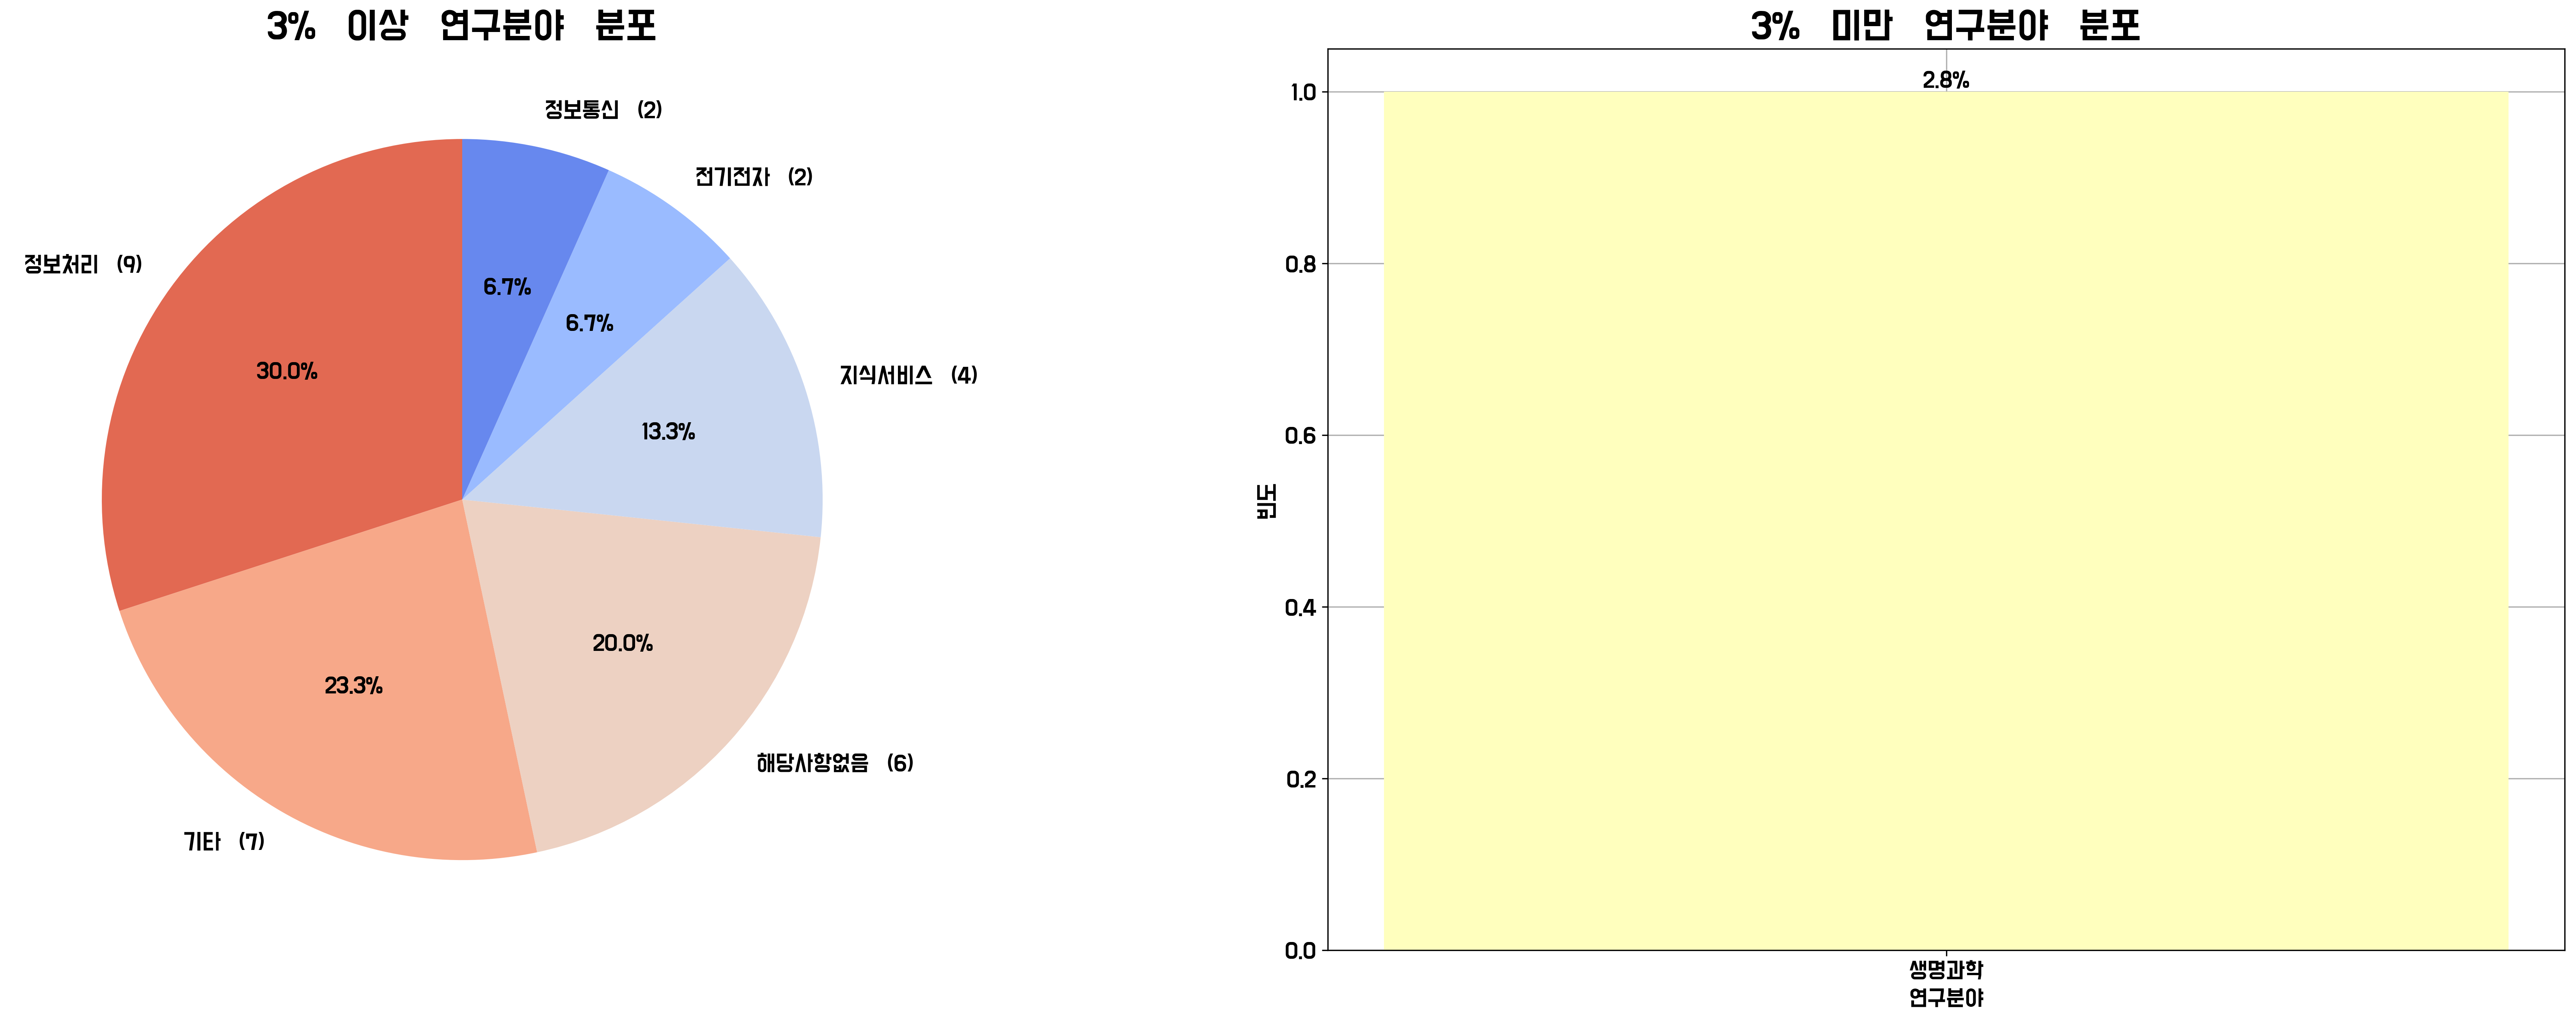 3% 이상 연구분야 분포
정보통신 (2)
전기전자 (2)
정보처리 (9)
6.7%
6.7%
30.0%
지식서비스 (4)
13.3%
20.0%
23.3%
해당사항없음 (6)
기타 (7)
3% 미만 연구분야 분포
2.8%
1.0
0.8
0.6
빈도
0.4
0.2
0.0
생명과학
연구분야